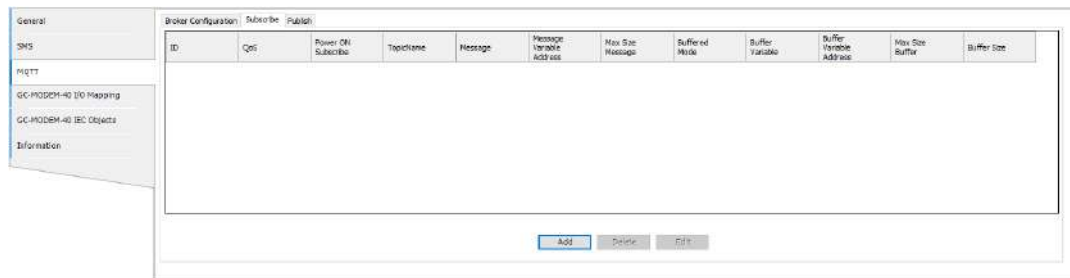 General
SMS
MQTT
GC-MODEM-40 I/O Mapping
GC-MODEM-40 IEC Objects
Information
Broker Configuration Subscribe Publish
ID QoS Power ON Subscribe TopicName Message Message Variable Address Max Size Message Buffered Mode Buffer Variable Buffer Variable Address Max Size Buffer Buffer Size
Add Delete Edit